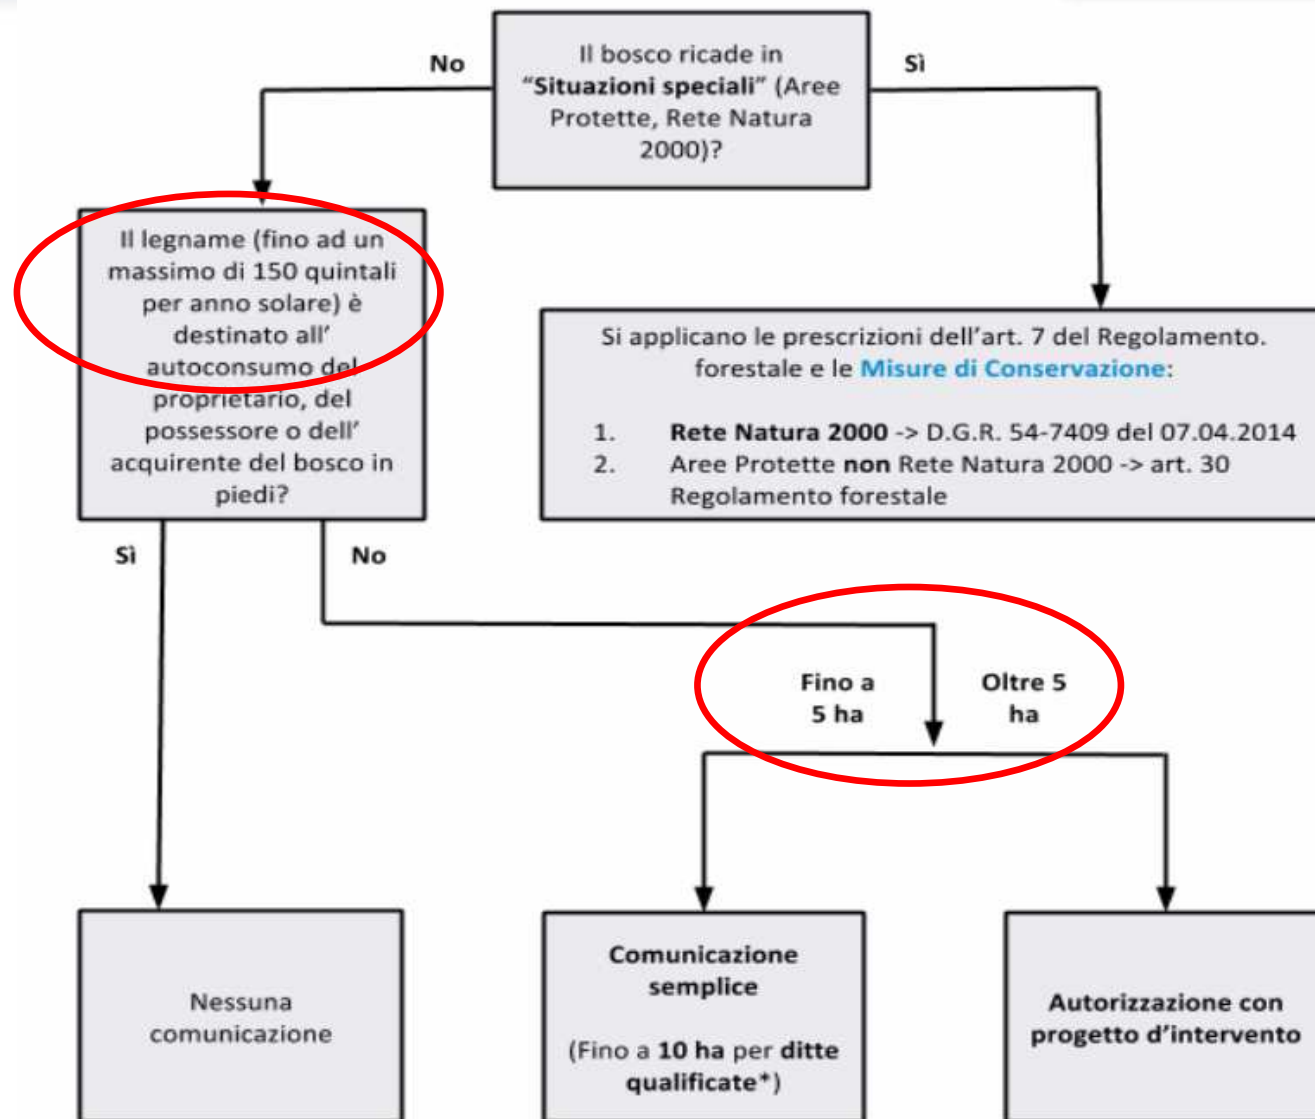 Il bosco ricade in
“Situazioni speciali” (Aree
Protette, Rete Natura
2000)?
No
Sì
Il legname (fino ad un
massimo di 150 quintali
per anno solare) è
destinato all’
autoconsumo del
proprietario, del
possessore o dell’
acquirente del bosco in
piedi?
Si applicano le prescrizioni dell’art. 7 del Regolamento.
forestale e le Misure di Conservazione:
1. Rete Natura 2000 -> D.G.R. 54-7409 del 07.04.2014
2. Aree Protette non Rete Natura 2000 -> art. 30
Regolamento forestale
Sì
No
Fino a
5 ha
Oltre 5
ha
Nessuna
comunicazione
Comunicazione
semplice
(Fino a 10 ha per ditte
qualificate*)
Autorizzazione con
progetto d’intervento